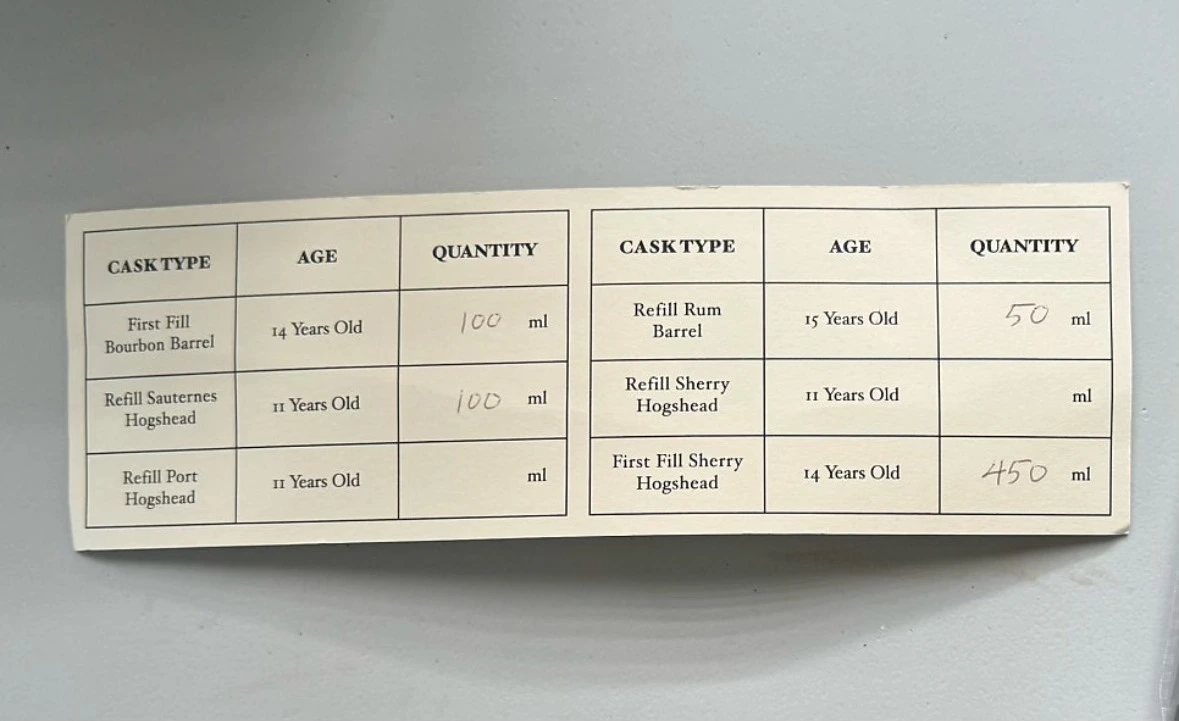 CASK TYPE AGE QUANTITY
First Fill
Bourbon Barrel 14 Years Old 100 ml
Refill Sauternes
Hogshead 11 Years Old 100 ml
Refill Port
Hogshead 11 Years Old ml
CASK TYPE AGE QUANTITY
Refill Rum
Barrel 15 Years Old 50 ml
Refill Sherry
Hogshead 11 Years Old ml
First Fill Sherry
Hogshead 14 Years Old 450 ml